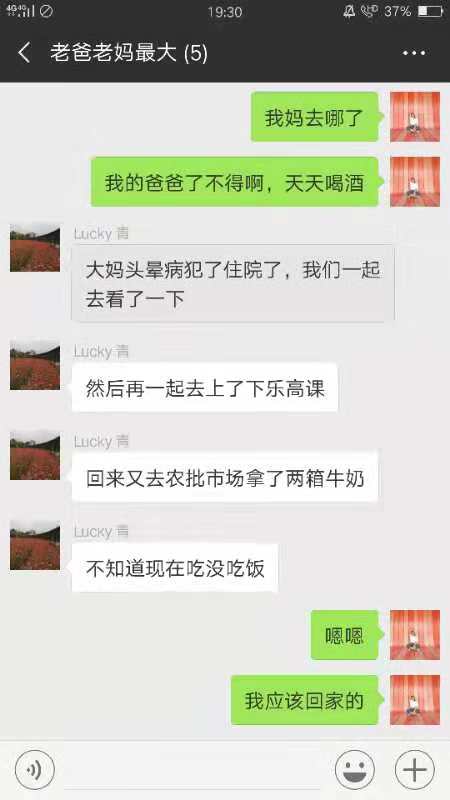 4G 4G
19:30
HD
37%
老爸老妈最大 (5)
我妈去哪了
我的爸爸了不得啊，天天喝酒
Lucky 青
大妈头晕病犯了住院了，我们一起
去看了一下
Lucky 青
然后再一起去上了下乐高课
Lucky 青
回来又去农批市场拿了两箱牛奶
Lucky 青
不知道现在吃没吃饭
嗯嗯
我应该回家的